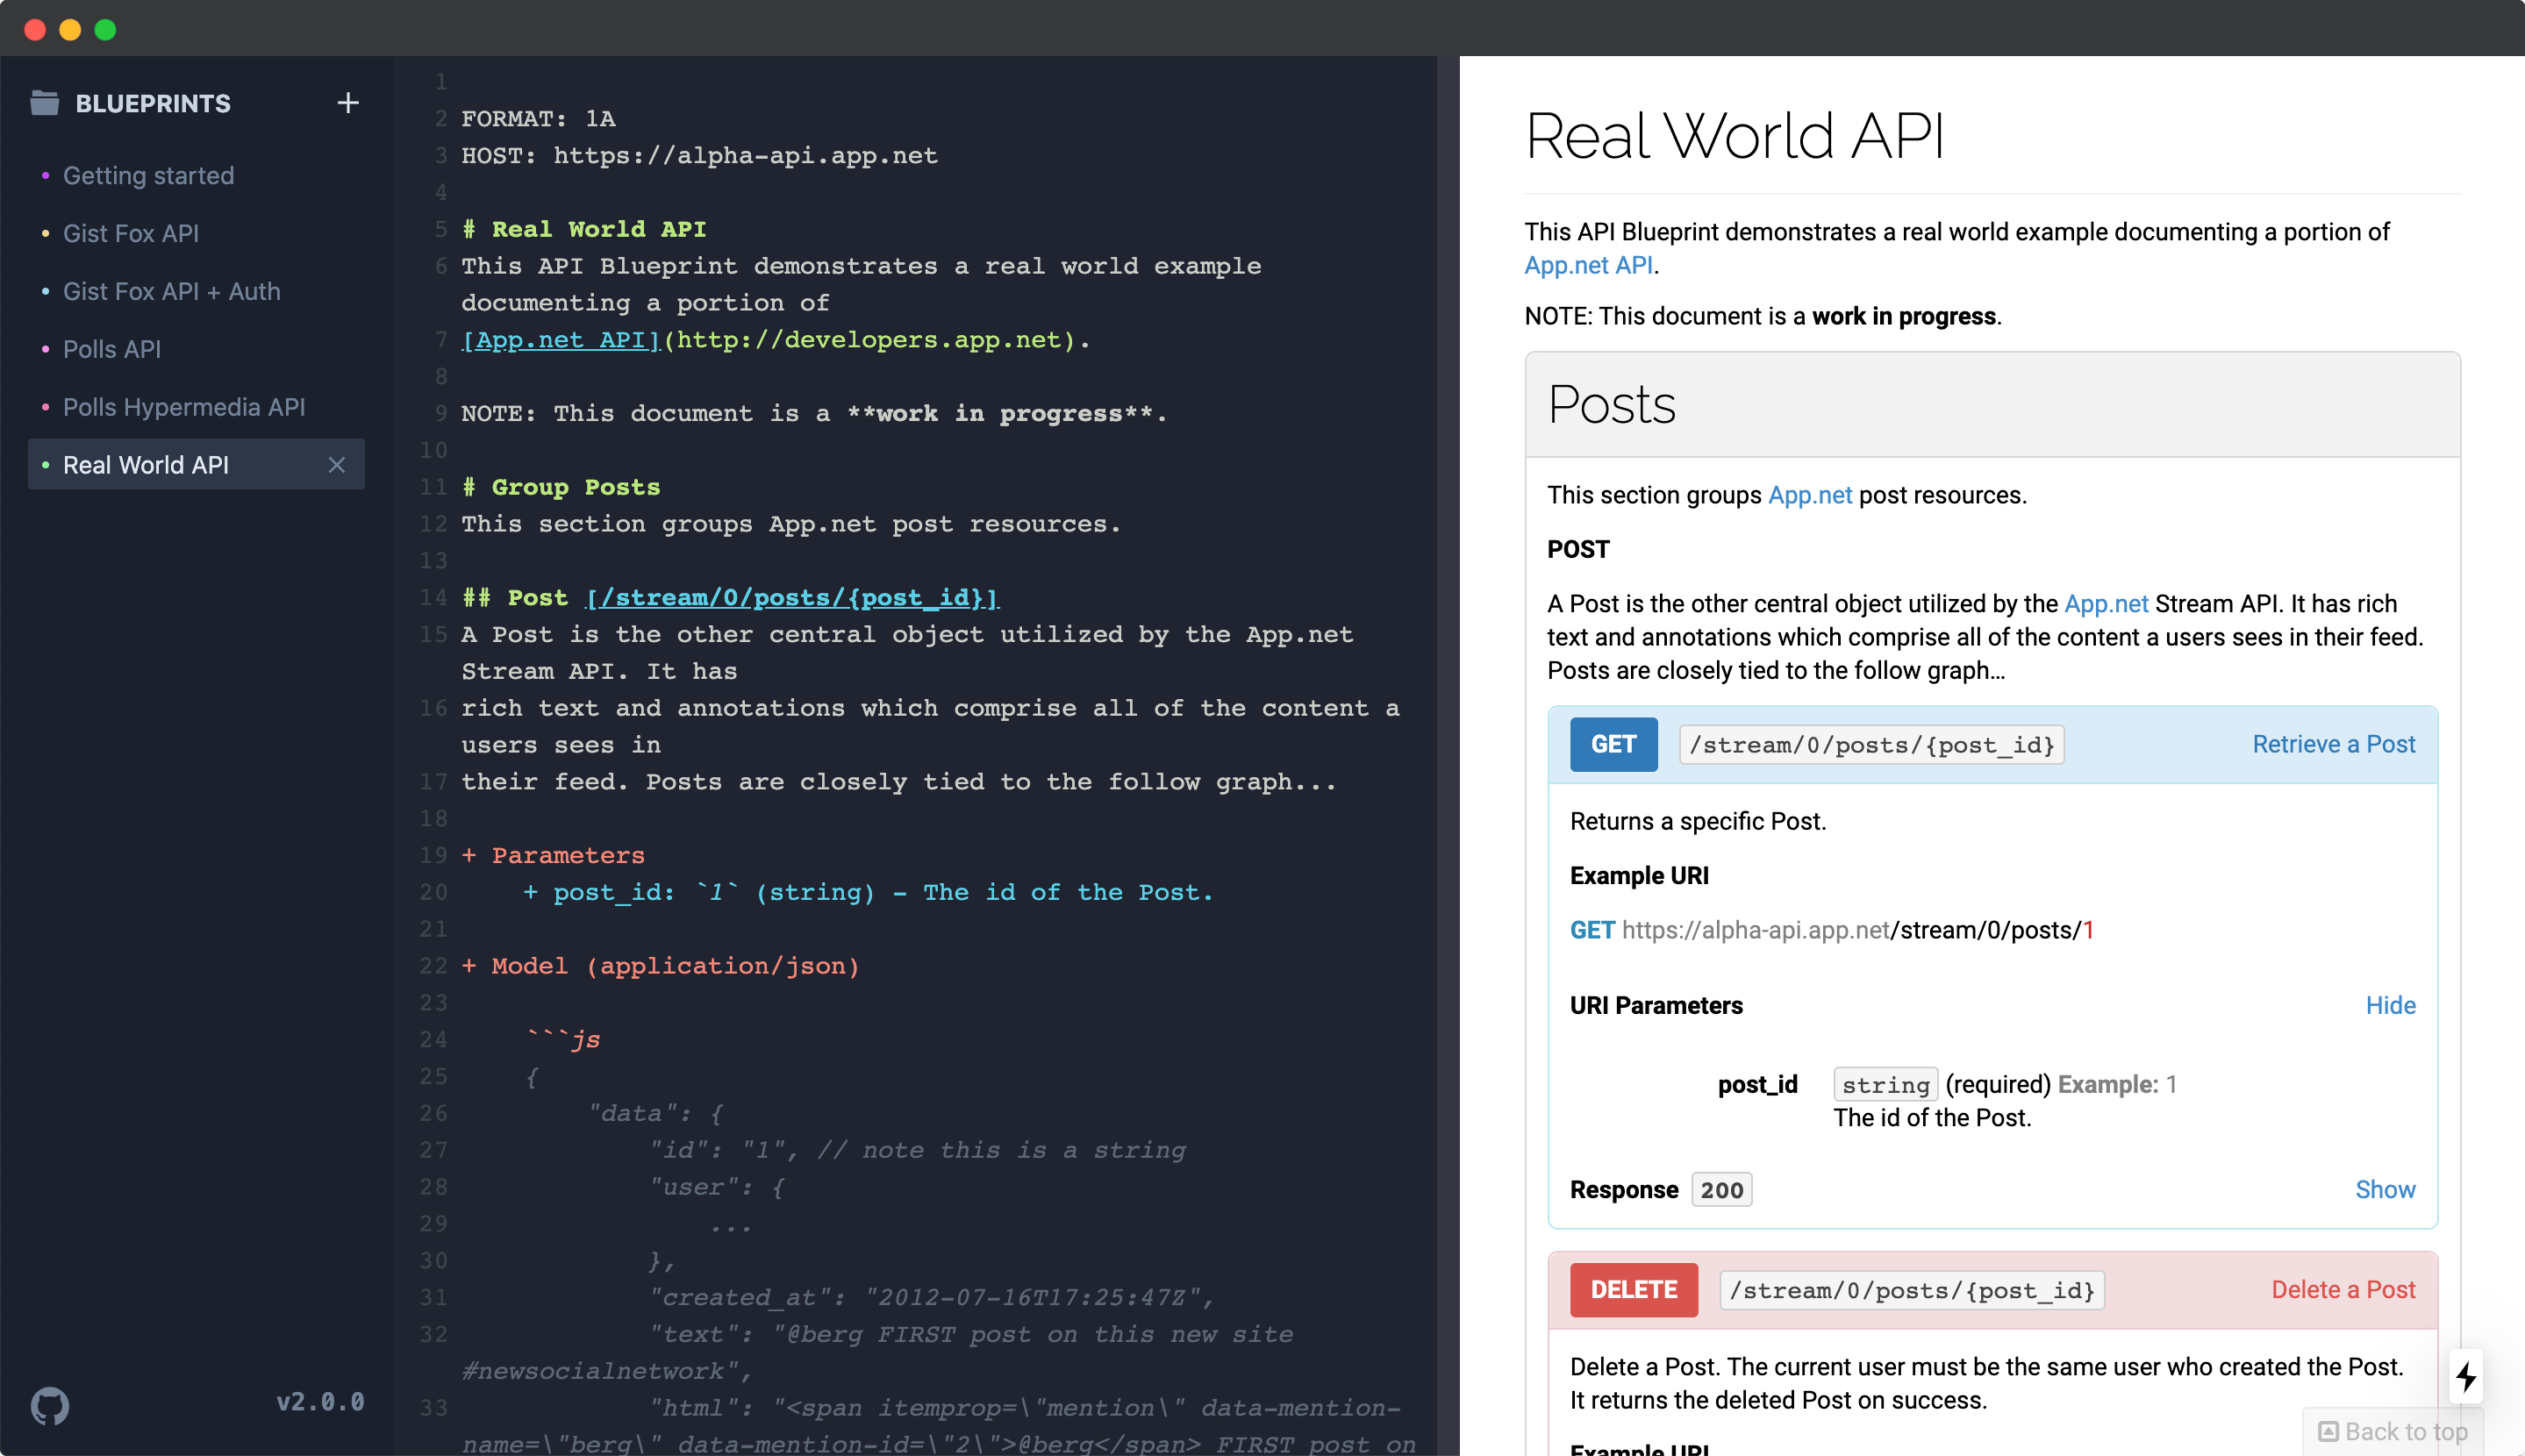 BLUEPRINTS
Getting started
Gist Fox API
Gist Fox API + Auth
Polls API
Polls Hypermedia API
Real World API
v2.0.0
1
2 FORMAT: 1A
3 HOST: https://alpha-api.app.net
4
5 # Real World API
6 This API Blueprint demonstrates a real world example
documenting a portion of
7 [App.net API](http://developers.app.net).
8
9 NOTE: This document is a **work in progress**.
10
11 # Group Posts
12 This section groups App.net post resources.
13
14 ## Post [/stream/0/posts/{post_id}]
15 A Post is the other central object utilized by the App.net
Stream API. It has
16 rich text and annotations which comprise all of the content a
users sees in
17 their feed. Posts are closely tied to the follow graph...
18
19 + Parameters
20 + post_id: `1` (string) - The id of the Post.
21
22 + Model (application/json)
23
24 ```js
25 {
26 "data": {
27 "id": "1", // note this is a string
28 "user": {
29 ...
30 },
31 "created_at": "2012-07-16T17:25:47Z",
32 "text": "@berg FIRST post on this new site
#newsocialnetwork",
33 "html": "<span itemprop=\"mention\" data-mention-
name=\"berg\" data-mention-id=\"2\">@berg</span> FIRST post on
Real World API
This API Blueprint demonstrates a real world example documenting a portion of
App.net API.
NOTE: This document is a work in progress.
Posts
This section groups App.net post resources.
POST
A Post is the other central object utilized by the App.net Stream API. It has rich
text and annotations which comprise all of the content a users sees in their feed.
Posts are closely tied to the follow graph…
GET /stream/0/posts/{post_id} Retrieve a Post
Returns a specific Post.
Example URI
GET https://alpha-api.app.net/stream/0/posts/1
URI Parameters Hide
post_id string (required) Example: 1
The id of the Post.
Response 200 Show
DELETE /stream/0/posts/{post_id} Delete a Post
Delete a Post. The current user must be the same user who created the Post.
It returns the deleted Post on success.
Back to top
Example URI